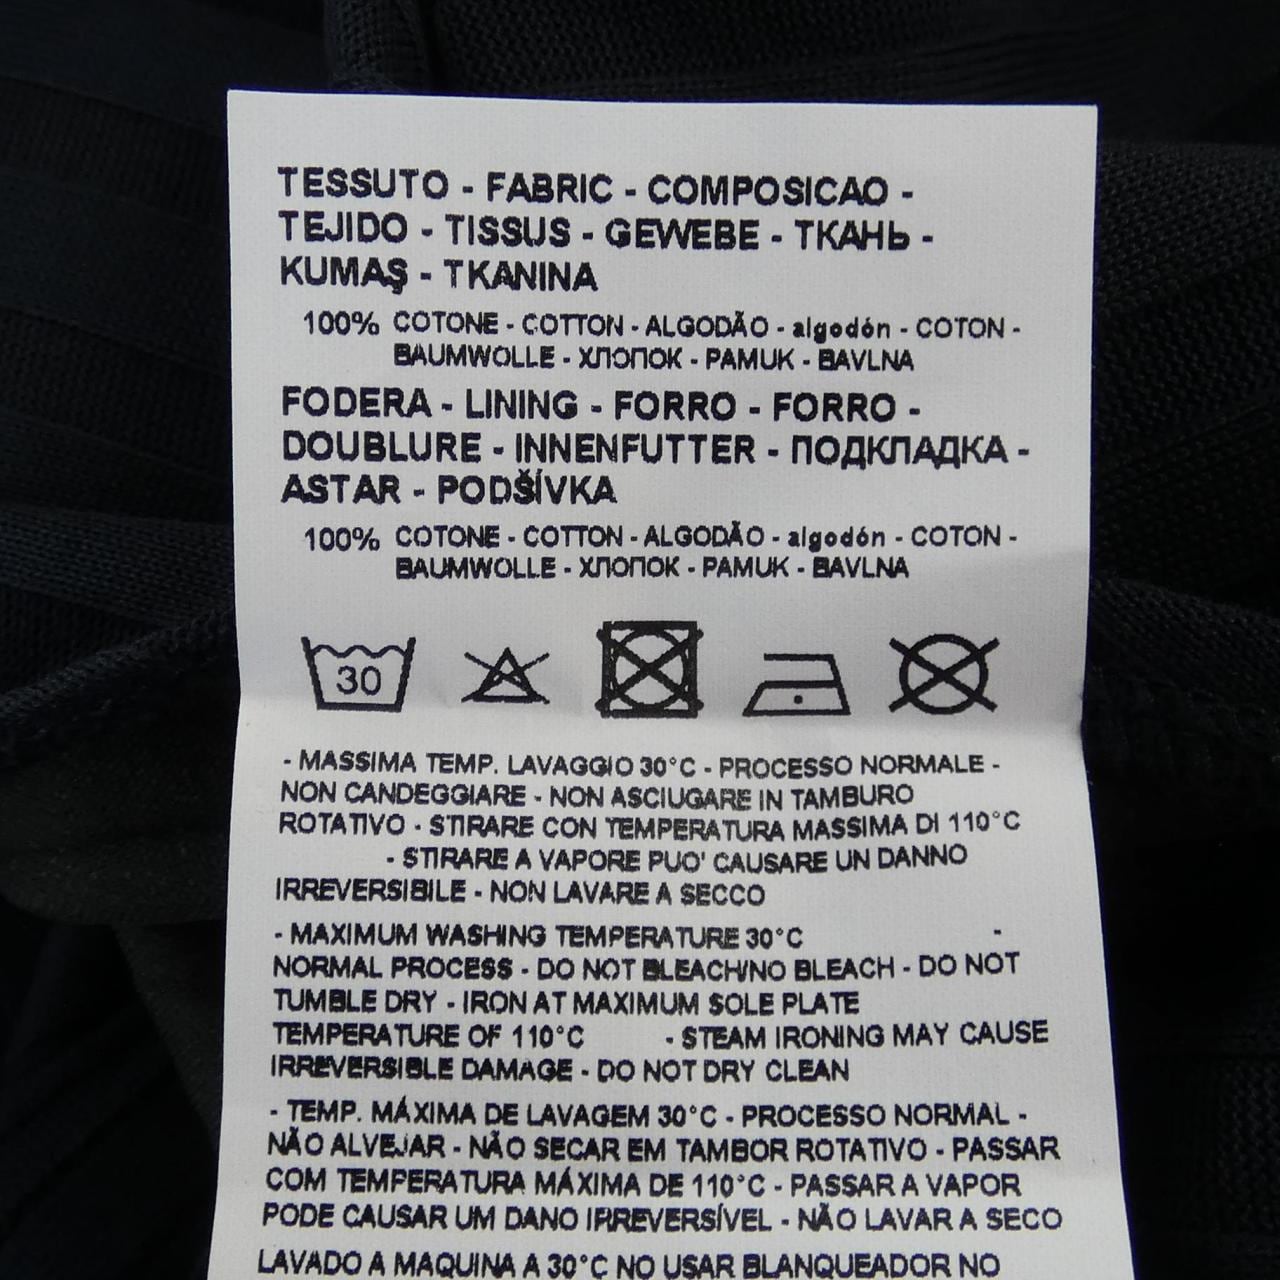 TESSUTO - FABRIC - COMPOSICAO -
TEJIDO - TISSUS - GEWEBE - ТКАНЬ -
KUMAŞ - TKANINA
100% COTONE - COTTON - ALGODÃO - algodón - COTON -
BAUMWOLLE - ХЛОПОК - PAMUK - BAVLNA
FODERA - LINING - FORRO - FORRO -
DOUBLURE - INNENFUTTER - ПОДКЛАДКА -
ASTAR - PODŠÍVKA
100% COTONE - COTTON - ALGODÃO - algodón - COTON -
BAUMWOLLE - ХЛОПОК - PAMUK - BAVLNA
30
- MASSIMA TEMP. LAVAGGIO 30°C - PROCESSO NORMALE -
NON CANDEGGIARE - NON ASCIUGARE IN TAMBURO
ROTATIVO - STIRARE CON TEMPERATURA MASSIMA DI 110°C
- STIRARE A VAPORE PUO' CAUSARE UN DANNO
IRREVERSIBILE - NON LAVARE A SECCO
- MAXIMUM WASHING TEMPERATURE 30°C -
NORMAL PROCESS - DO NOT BLEACH/NO BLEACH - DO NOT
TUMBLE DRY - IRON AT MAXIMUM SOLE PLATE
TEMPERATURE OF 110°C - STEAM IRONING MAY CAUSE
IRREVERSIBLE DAMAGE - DO NOT DRY CLEAN
- TEMP. MÁXIMA DE LAVAGEM 30°C - PROCESSO NORMAL -
NÃO ALVEJAR - NÃO SECAR EM TAMBOR ROTATIVO - PASSAR
COM TEMPERATURA MÁXIMA DE 110°C - PASSAR A VAPOR
PODE CAUSAR UM DANO IRREVERSÍVEL - NÃO LAVAR A SECO
LAVADO A MAQUINA A 30°C NO USAR BLANQUEADOR NO